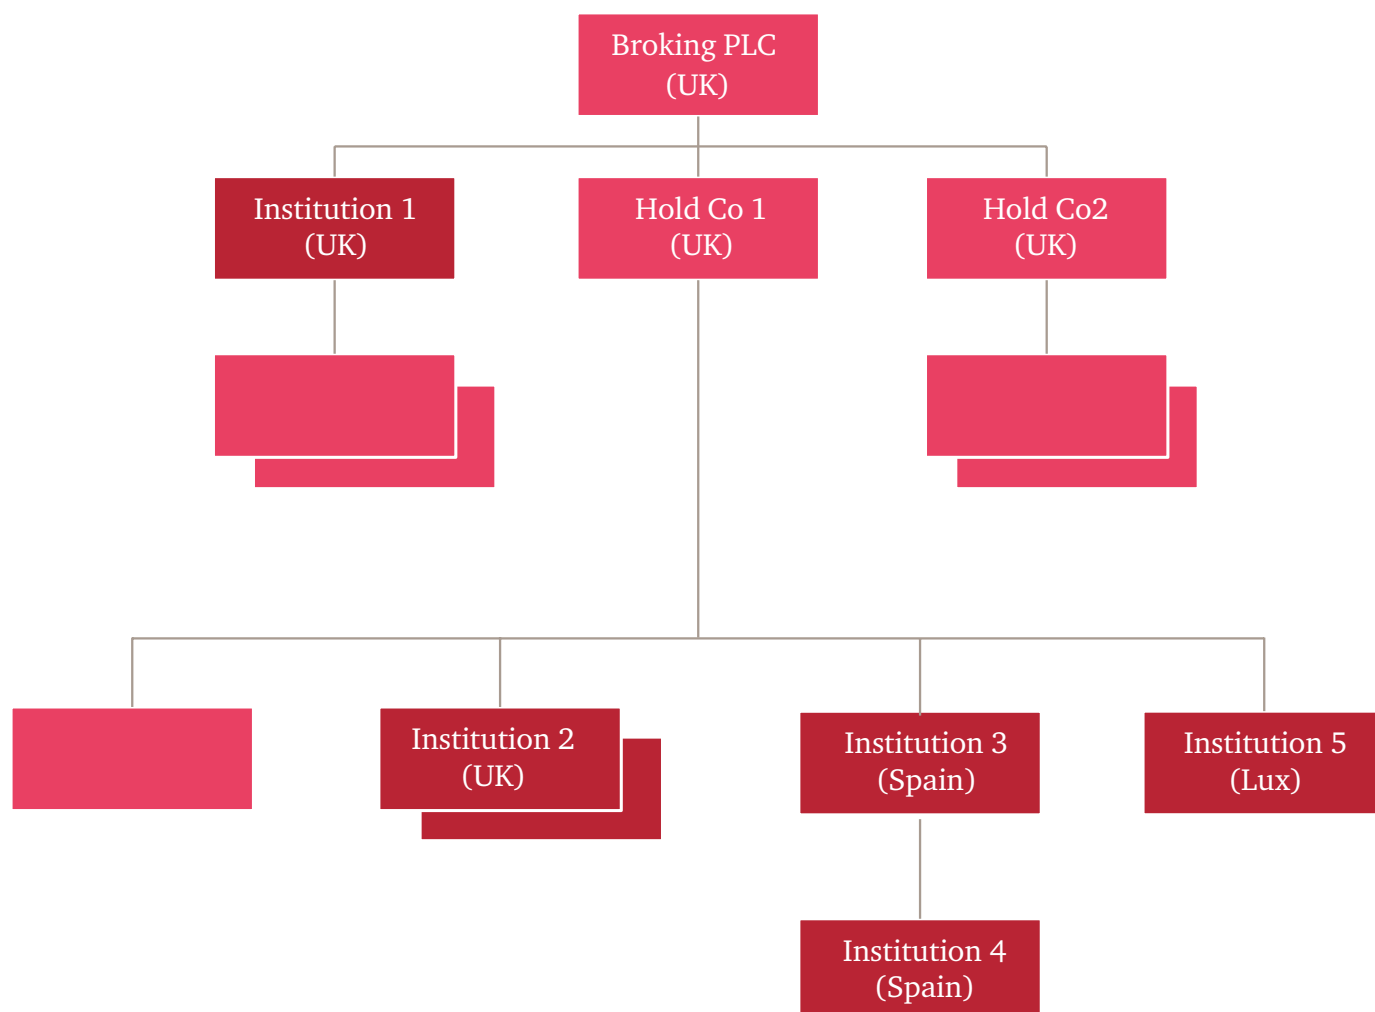 Broking PLC
(UK)
Institution 1
(UK)
Hold Co 1
(UK)
Hold Co2
(UK)
Institution 2
(UK)
Institution 3
(Spain)
Institution 5
(Lux)
Institution 4
(Spain)